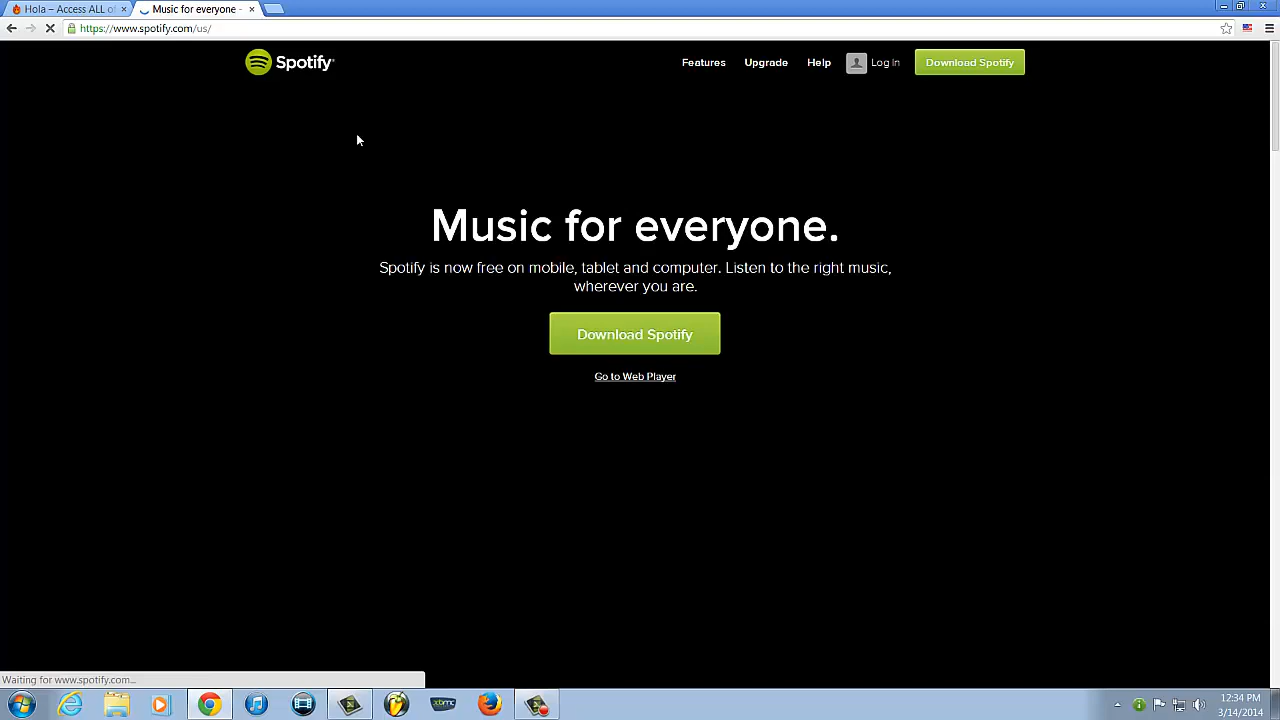 Hola – Access ALL of
Music for everyone -
https://www.spotify.com/us/
Spotify®
Features
Upgrade
Help
Log In
Download Spotify
Music for everyone.
Spotify is now free on mobile, tablet and computer. Listen to the right music,
wherever you are.
Download Spotify
Go to Web Player
Waiting for www.spotify.com...
xbmc
12:34 PM
3/14/2014